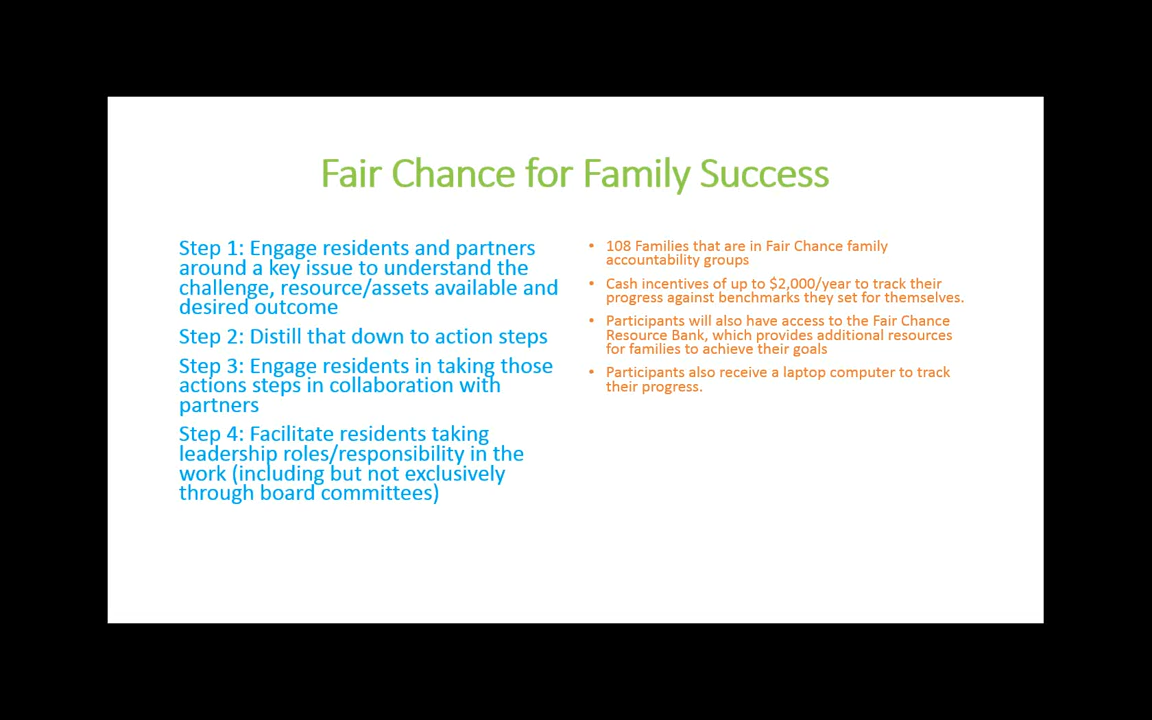 Fair Chance for Family Success
Step 1: Engage residents and partners
around a key issue to understand the
challenge, resource/assets available and
desired outcome
Step 2: Distill that down to action steps
Step 3: Engage residents in taking those
actions steps in collaboration with
partners
Step 4: Facilitate residents taking
leadership roles/responsibility in the
work (including but not exclusively
through board committees)
• 108 Families that are in Fair Chance family
accountability groups
• Cash incentives of up to $2,000/year to track their
progress against benchmarks they set for themselves.
• Participants will also have access to the Fair Chance
Resource Bank, which provides additional resources
for families to achieve their goals
• Participants also receive a laptop computer to track
their progress.